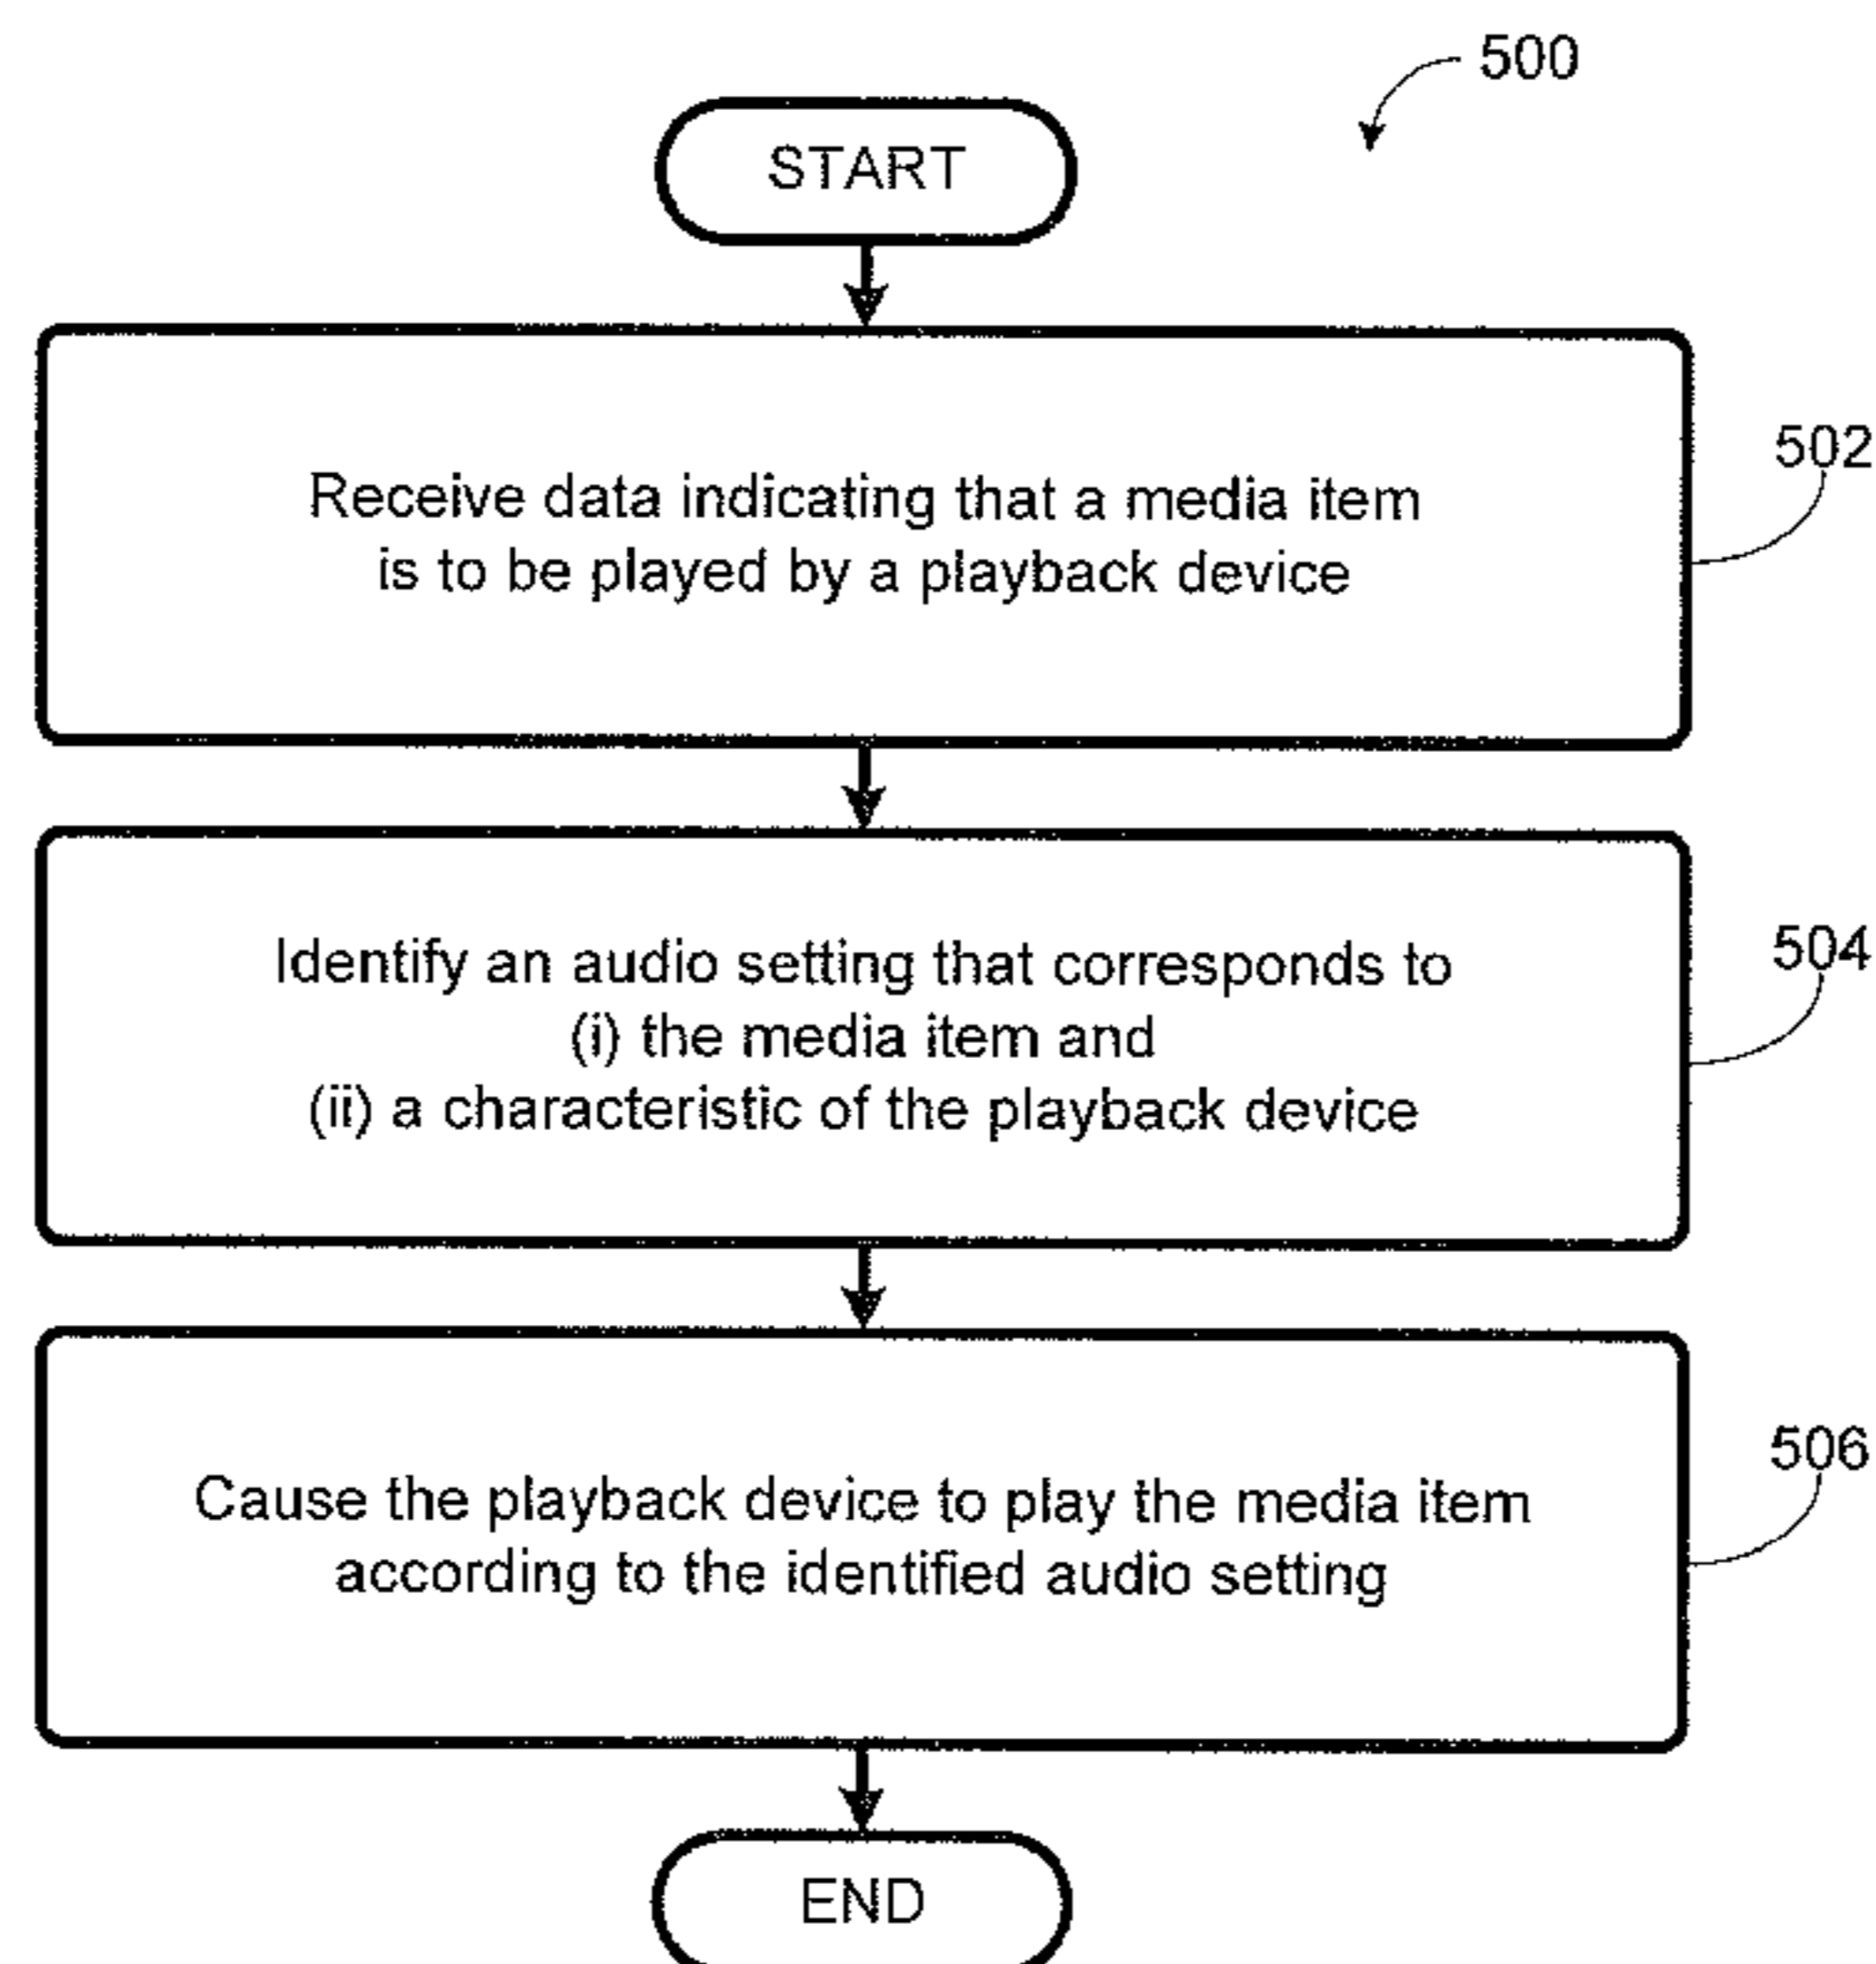 500
START
Receive data indicating that a media item
is to be played by a playback device
502
Identify an audio setting that corresponds to
(i) the media item and
(ii) a characteristic of the playback device
504
Cause the playback device to play the media item
according to the identified audio setting
506
END